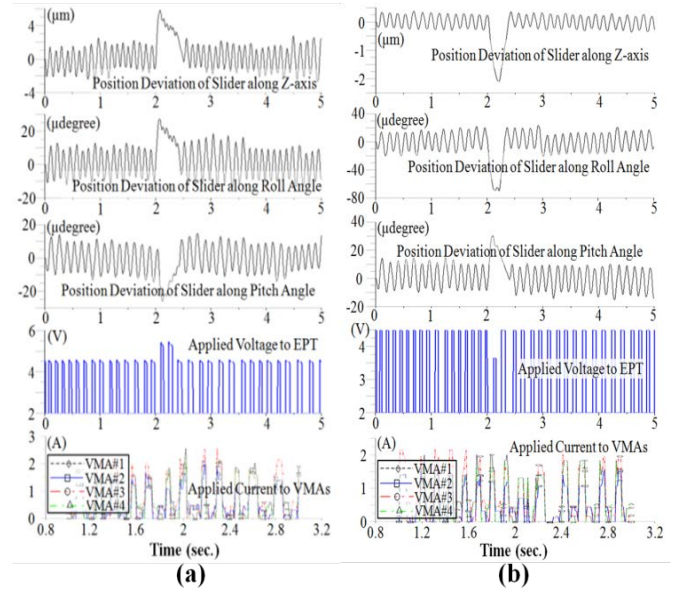 (µm)
4
0
-4
Position Deviation of Slider along Z-axis
0 1 2 3 4 5
(µdegree)
20
0
-20
Position Deviation of Slider along Roll Angle
0 1 2 3 4 5
(µdegree)
20
0
-20
Position Deviation of Slider along Pitch Angle
0 1 2 3 4 5
(V)
6
4
2
Applied Voltage to EPT
0 1 2 3 4 5
(A)
3
2
1
0
VMA#1
VMA#2
VMA#3
VMA#4
Applied Current to VMAs
0.8 1.2 1.6 2 2.4 2.8 3.2
Time (sec.)
(a)
0
(µm)
-1
-2
Position Deviation of Slider along Z-axis
0 1 2 3 4 5
(µdegree)
40
0
-40
-80
Position Deviation of Slider along Roll Angle
0 1 2 3 4 5
(µdegree)
40
20
0
-20
Position Deviation of Slider along Pitch Angle
0 1 2 3 4 5
(V)
4
3
2
Applied Voltage to EPT
0 1 2 3 4 5
(A)
3
2
1
0
VMA#1
VMA#2
VMA#3
VMA#4
Applied Current to VMAs
0.8 1.2 1.6 2 2.4 2.8 3.2
Time (sec.)
(b)